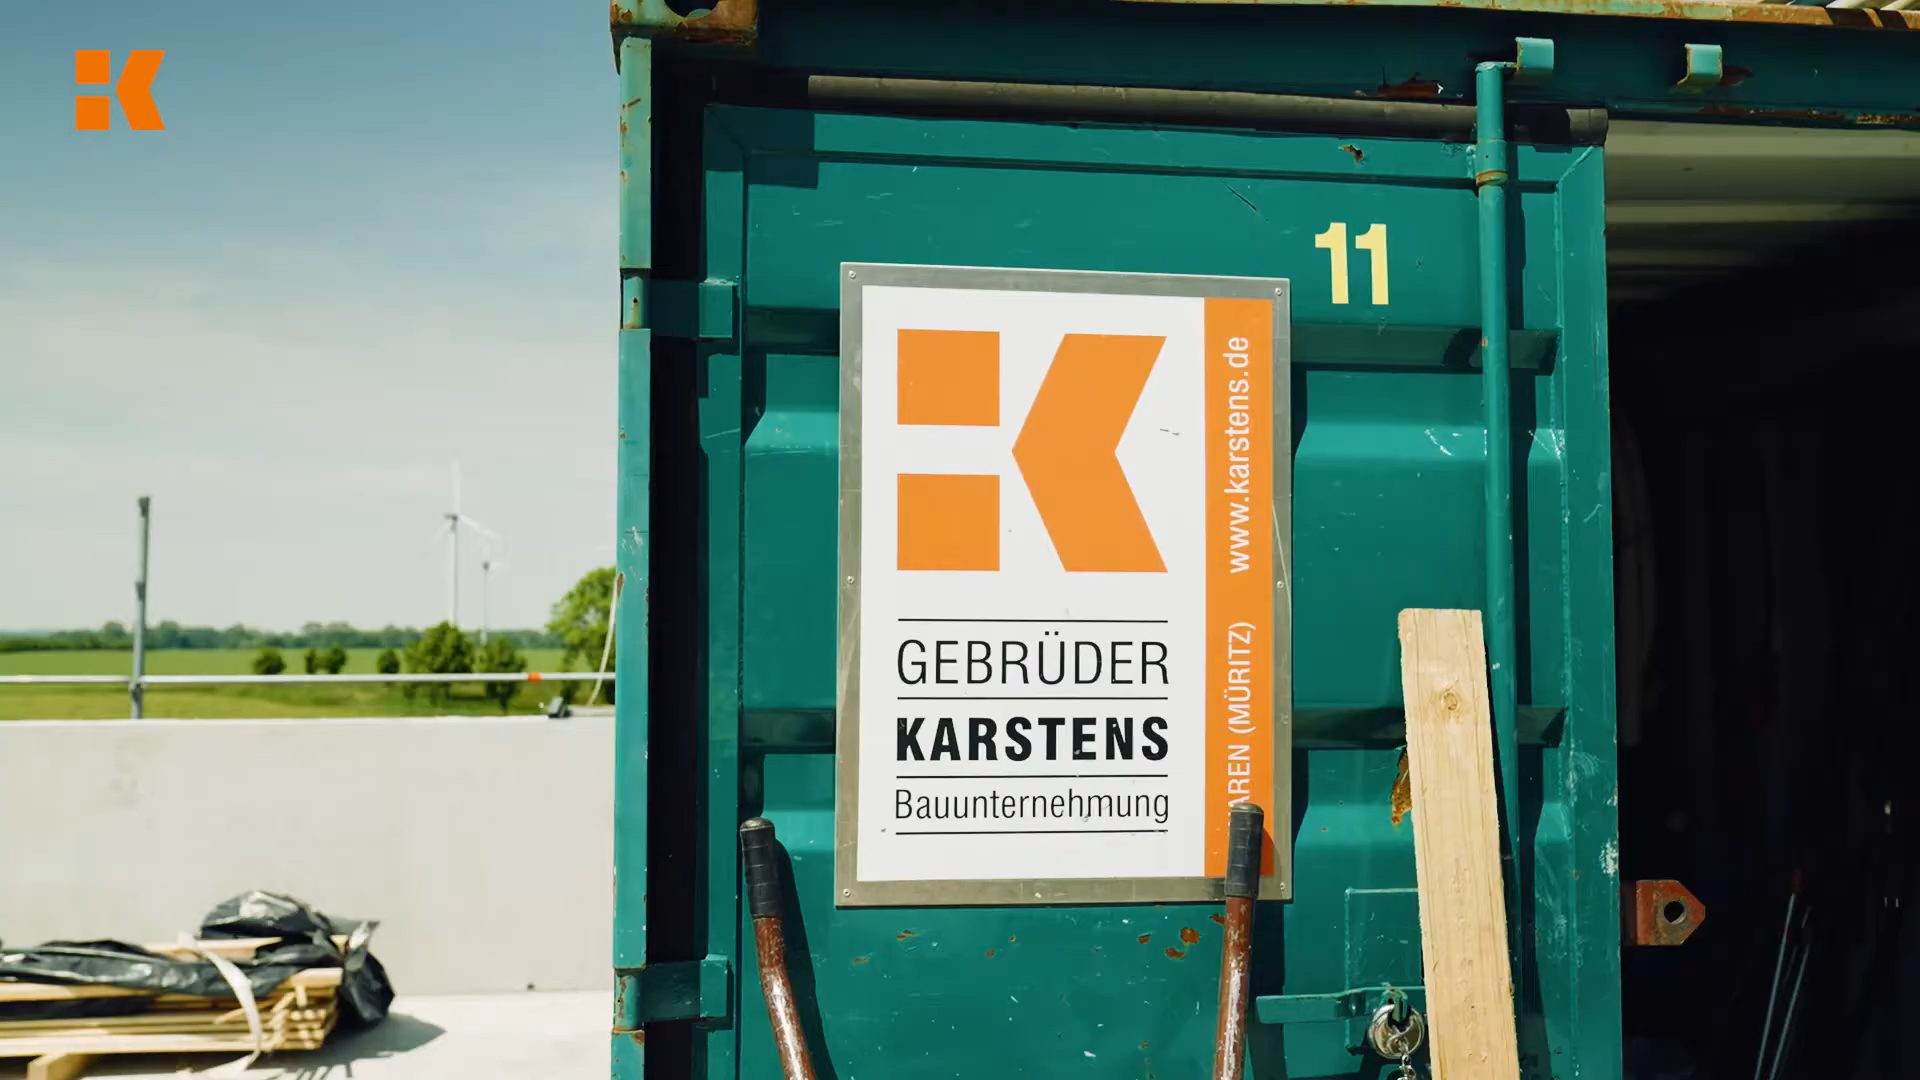 11
GEBRÜDER
KARSTENS
Bauunternehmung
(MÜRITZ) www.karstens.de